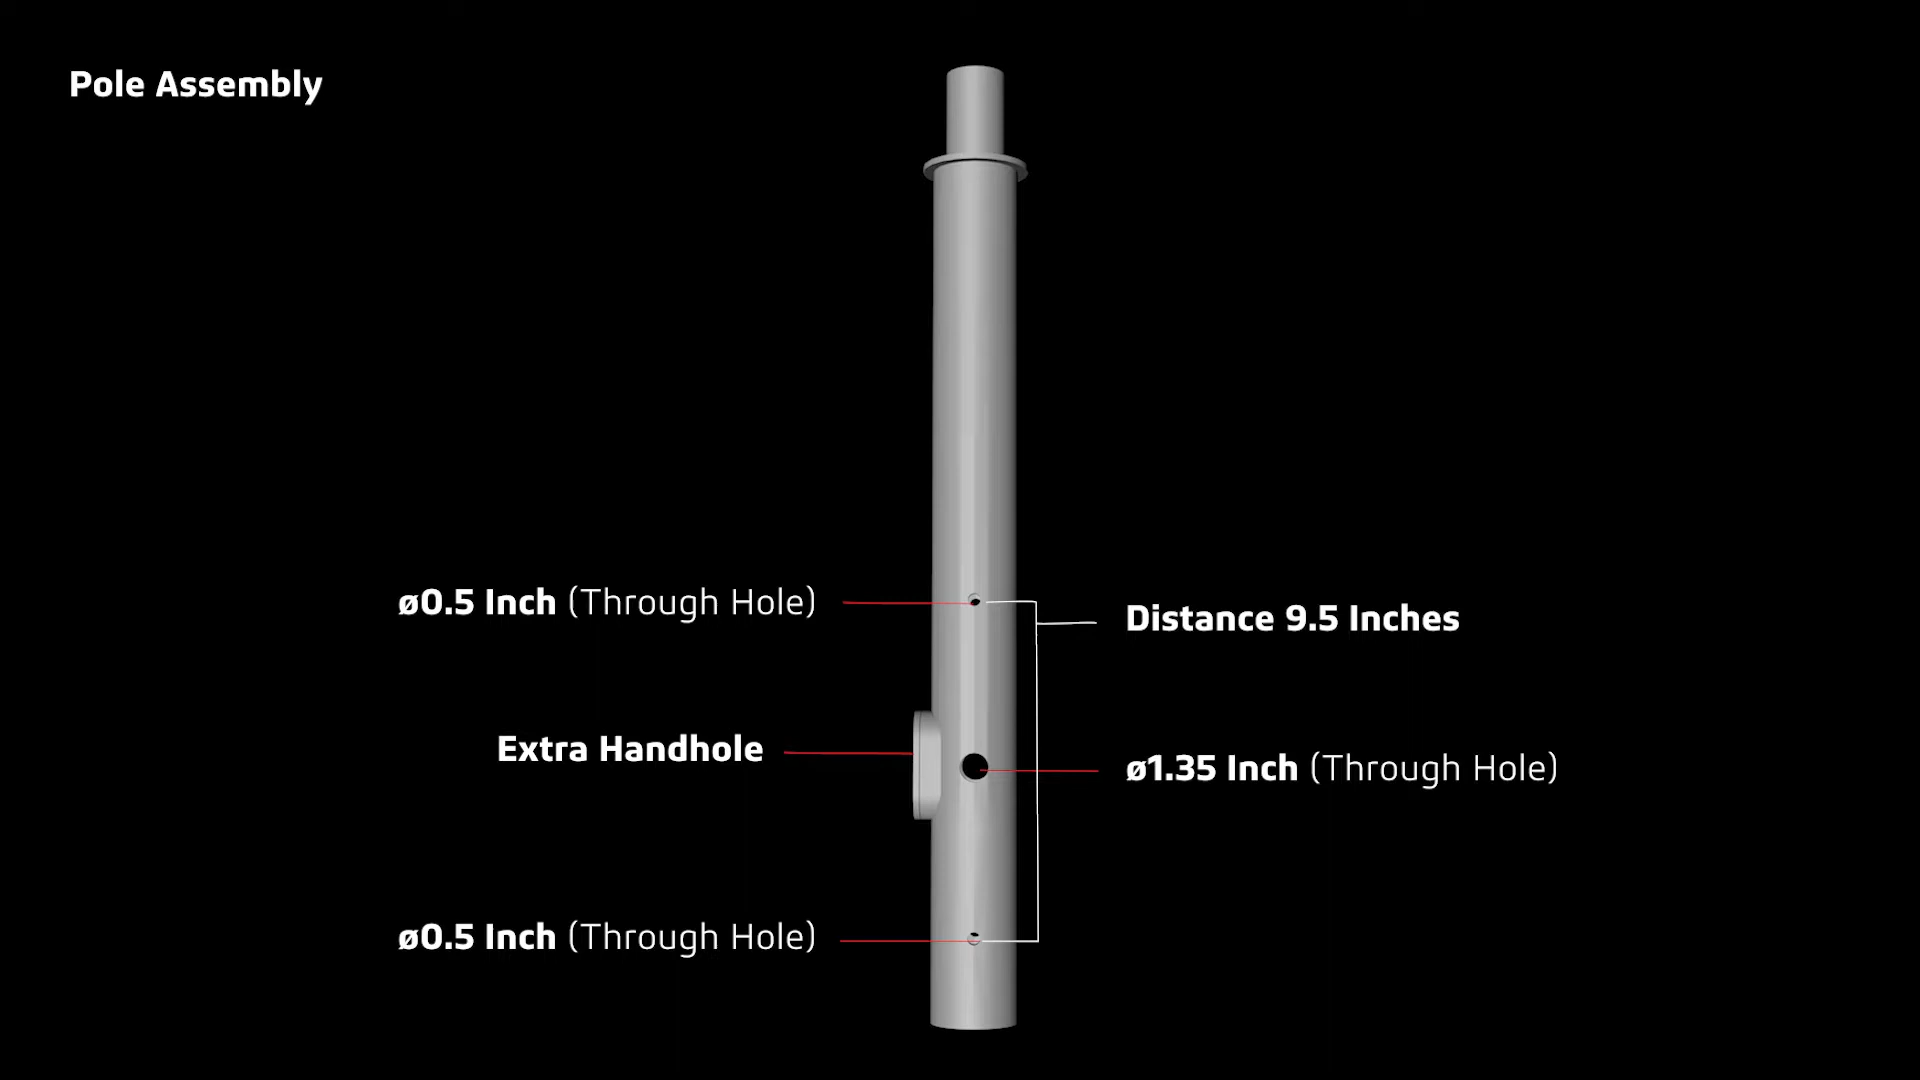 Pole Assembly
ø0.5 Inch (Through Hole)
Distance 9.5 Inches
Extra Handhole
ø1.35 Inch (Through Hole)
ø0.5 Inch (Through Hole)